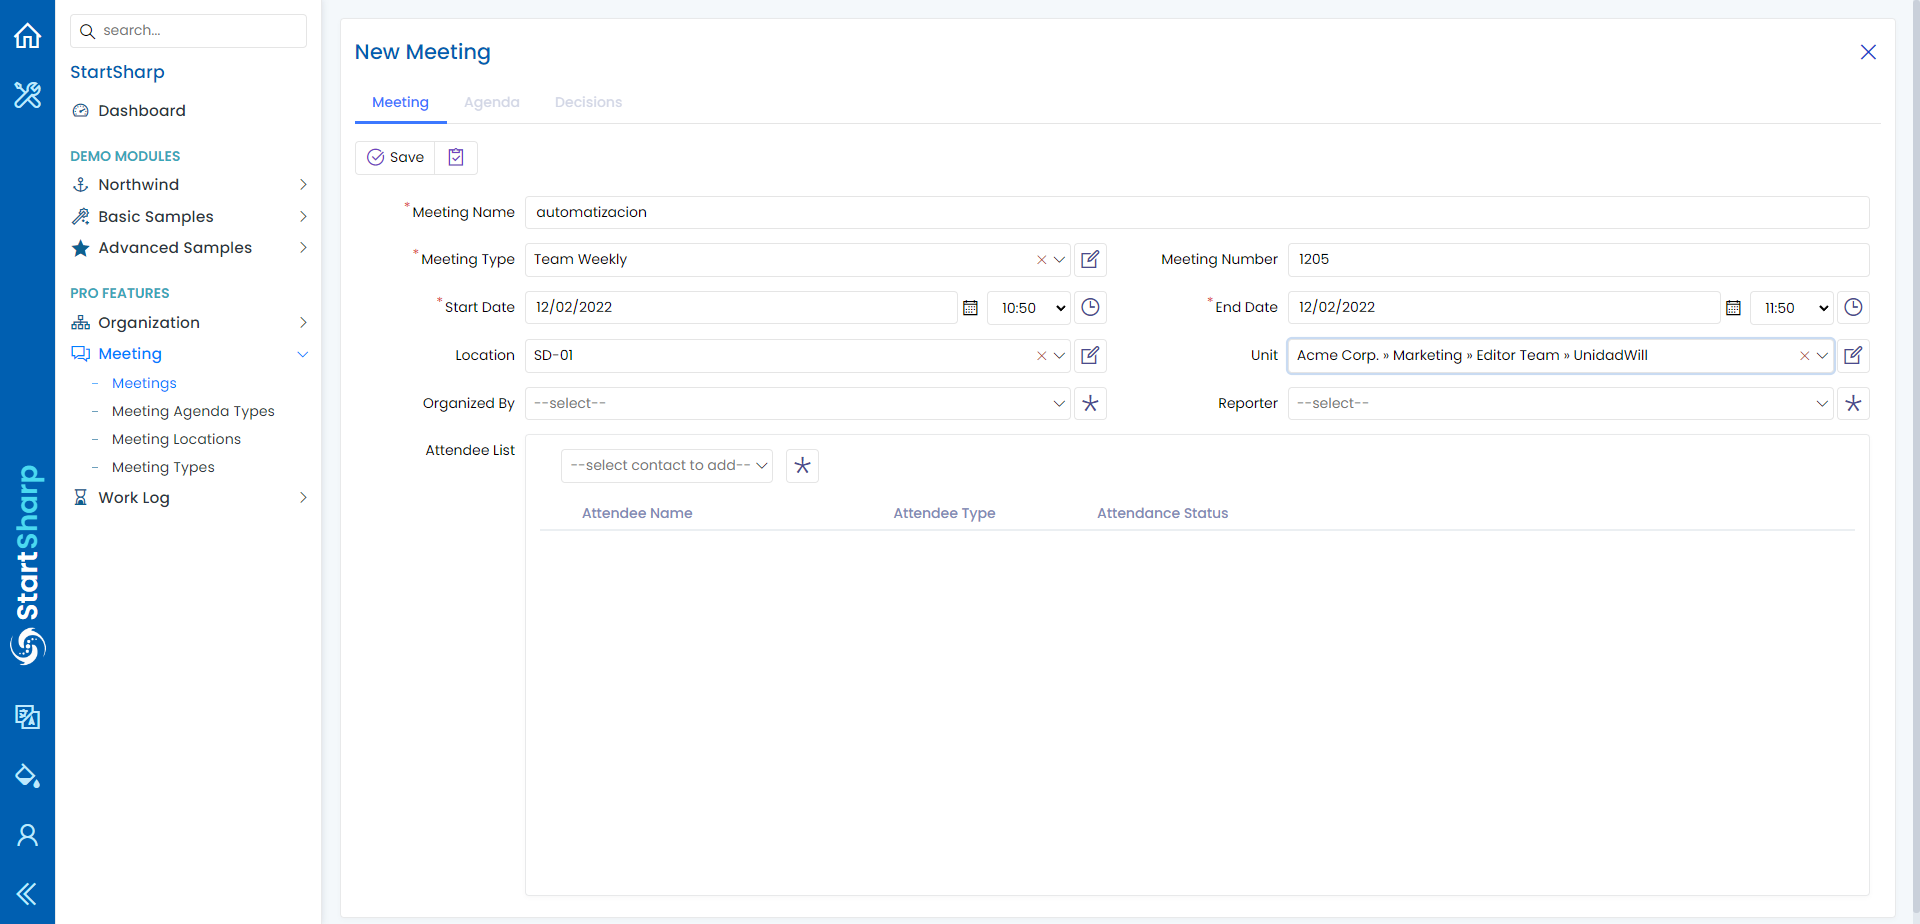 search...
StartSharp
Dashboard
DEMO MODULES
Northwind
Basic Samples
Advanced Samples
PRO FEATURES
Organization
Meeting
- Meetings
- Meeting Agenda Types
- Meeting Locations
- Meeting Types
Work Log
StartSharp
New Meeting
Meeting Agenda Decisions
Save
*Meeting Name automatizacion
*Meeting Type Team Weekly Meeting Number 1205
*Start Date 12/02/2022 10:50 *End Date 12/02/2022 11:50
Location SD-01 Unit Acme Corp. » Marketing » Editor Team » UnidadWill
Organized By --select-- Reporter --select--
Attendee List
--select contact to add--
Attendee Name Attendee Type Attendance Status